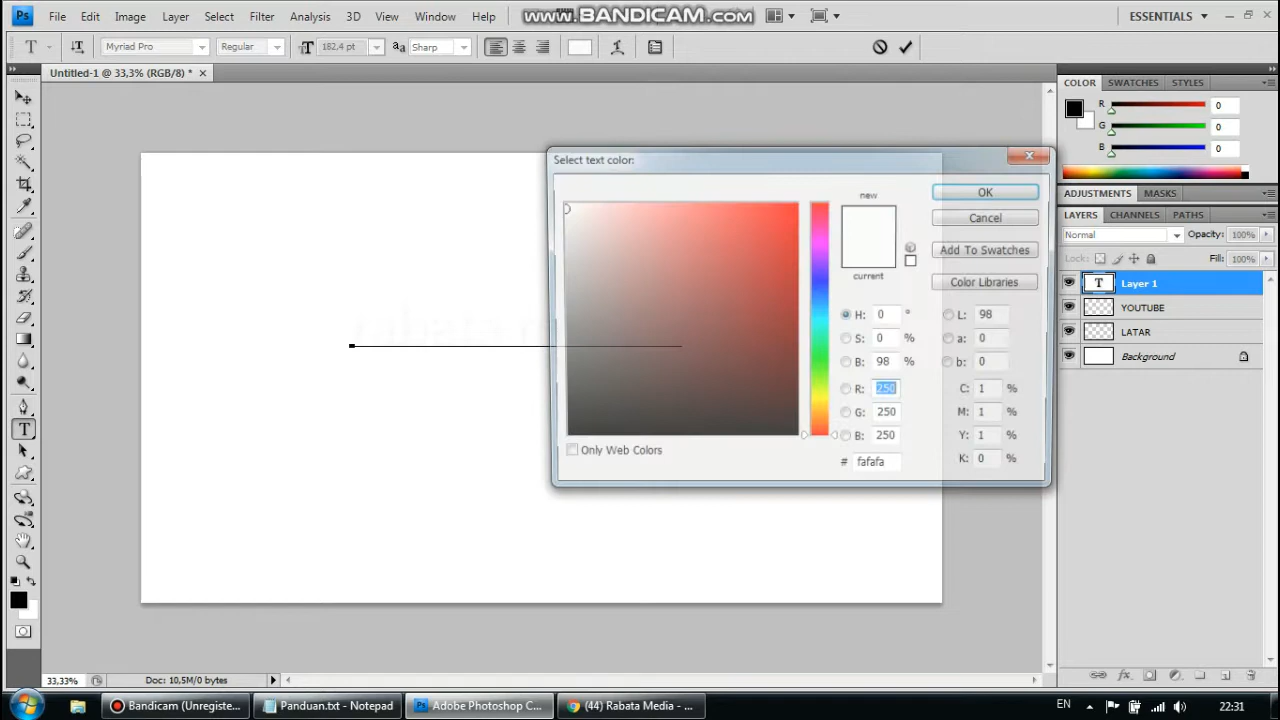 File Edit Image Layer Select Filter Analysis 3D View Window Help
www.BANDICAM.com
ESSENTIALS
Myriad Pro Regular 182,4 pt Sharp
Untitled-1 @ 33,3% (RGB/8) *
Select text color:
new
current
OK
Cancel
Add To Swatches
Color Libraries
H: 0 ° L: 98
S: 0 % a: 0
B: 98 % b: 0
R: 250 C: 1 %
G: 250 M: 1 %
B: 250 Y: 1 %
# fafafa K: 0 %
Only Web Colors
COLOR SWATCHES STYLES
R 0
G 0
B 0
ADJUSTMENTS MASKS
LAYERS CHANNELS PATHS
Normal Opacity: 100%
Lock: Fill: 100%
T Layer 1
YOUTUBE
LATAR
Background
33,33% Doc: 10,5M/0 bytes
Bandicam (Unregiste... Panduan.txt - Notepad Adobe Photoshop C... (44) Rabata Media - ... EN 22:31